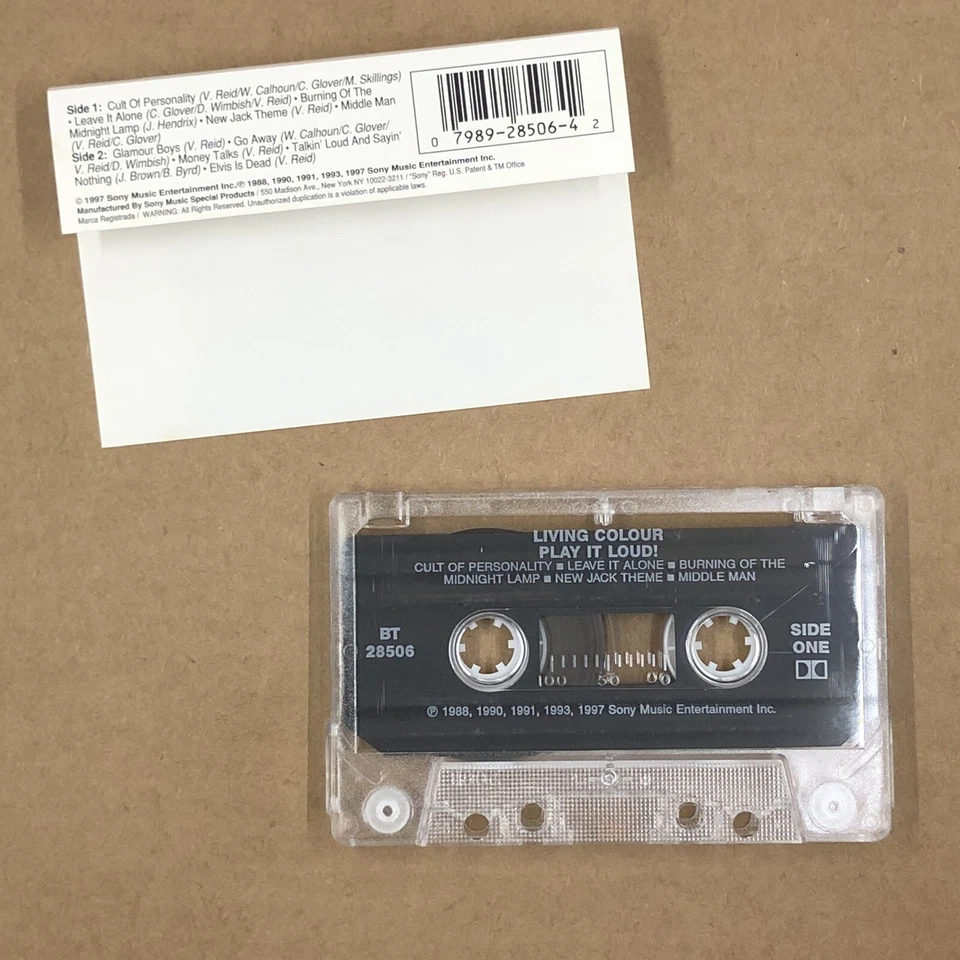 Side 1: Cult Of Personality (V. Reid/W. Calhoun/C. Glover/M. Skillings)
• Leave It Alone (C. Glover/D. Wimbish/V. Reid) • Burning Of The
Midnight Lamp (J. Hendrix) • New Jack Theme (V. Reid) • Middle Man
(V. Reid/C. Glover)
Side 2: Glamour Boys (V. Reid) • Go Away (W. Calhoun/C. Glover/
V. Reid/D. Wimbish) • Money Talks (V. Reid) • Talkin' Loud And Sayin'
Nothing (J. Brown/B. Byrd) • Elvis Is Dead (V. Reid)
© 1997 Sony Music Entertainment Inc./℗ 1988, 1990, 1991, 1993, 1997 Sony Music Entertainment Inc.
Manufactured By Sony Music Special Products / 550 Madison Ave., New York NY 10022-3211 / "Sony" Reg. U.S. Patent & TM Office
Marca Registrada / WARNING: All Rights Reserved. Unauthorized duplication is a violation of applicable laws.
0 7989-28506-4 2
LIVING COLOUR
PLAY IT LOUD!
CULT OF PERSONALITY ■ LEAVE IT ALONE ■ BURNING OF THE
MIDNIGHT LAMP ■ NEW JACK THEME ■ MIDDLE MAN
BT
28506
SIDE
ONE
100 50 00
℗ 1988, 1990, 1991, 1993, 1997 Sony Music Entertainment Inc.